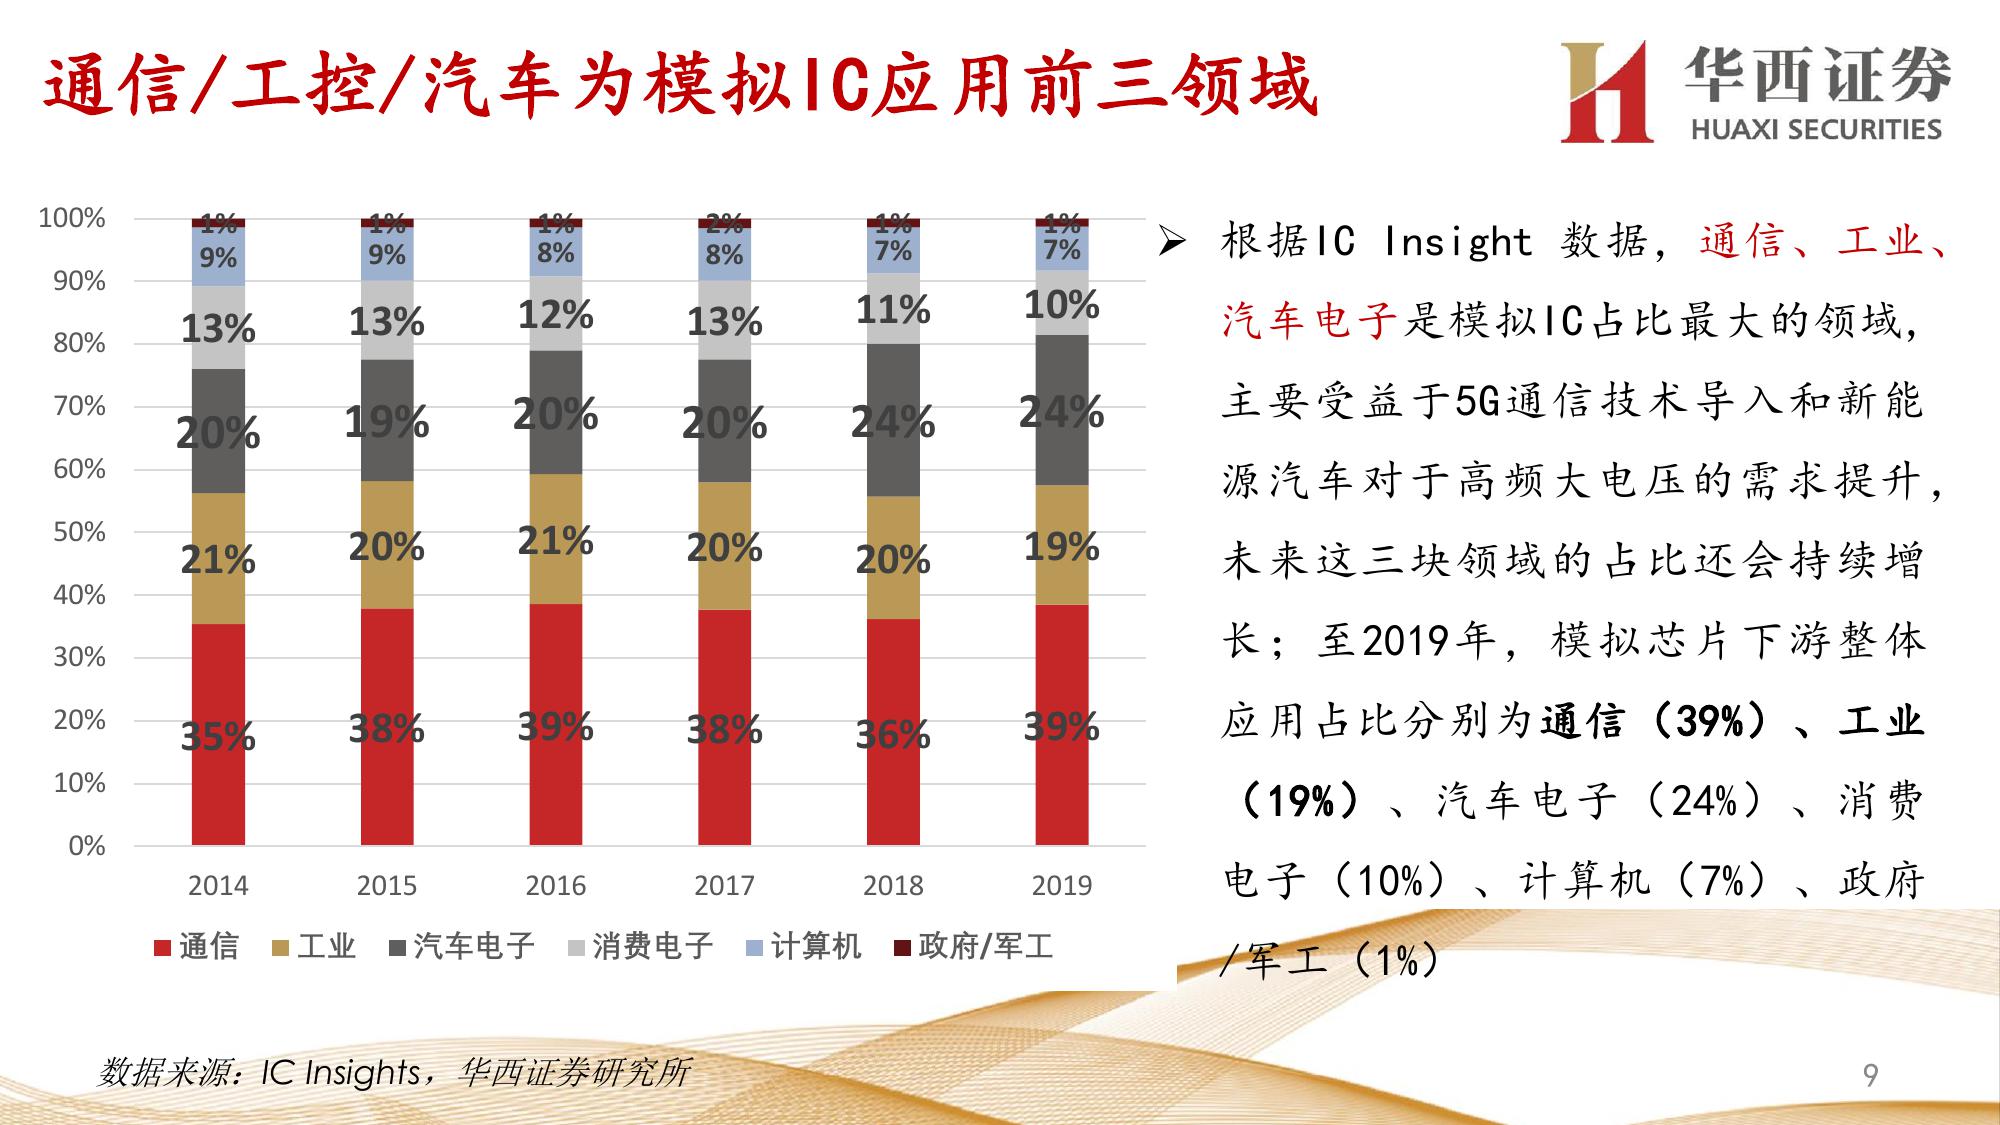 通信/工控/汽车为模拟IC应用前三领域
华西证券
HUAXI SECURITIES
100%
90%
80%
70%
60%
50%
40%
30%
20%
10%
0%
1% 1% 1% 2% 1% 1%
9% 9% 8% 8% 7% 7%
13% 13% 12% 13% 11% 10%
20% 19% 20% 20% 24% 24%
21% 20% 21% 20% 20% 19%
35% 38% 39% 38% 36% 39%
2014 2015 2016 2017 2018 2019
通信 工业 汽车电子 消费电子 计算机 政府/军工
➢ 根据IC Insight 数据，通信、工业、
汽车电子是模拟IC占比最大的领域，
主要受益于5G通信技术导入和新能
源汽车对于高频大电压的需求提升，
未来这三块领域的占比还会持续增
长；至2019年，模拟芯片下游整体
应用占比分别为通信（39%）、工业
（19%）、汽车电子（24%）、消费
电子（10%）、计算机（7%）、政府
/军工（1%）
数据来源：IC Insights，华西证券研究所
9